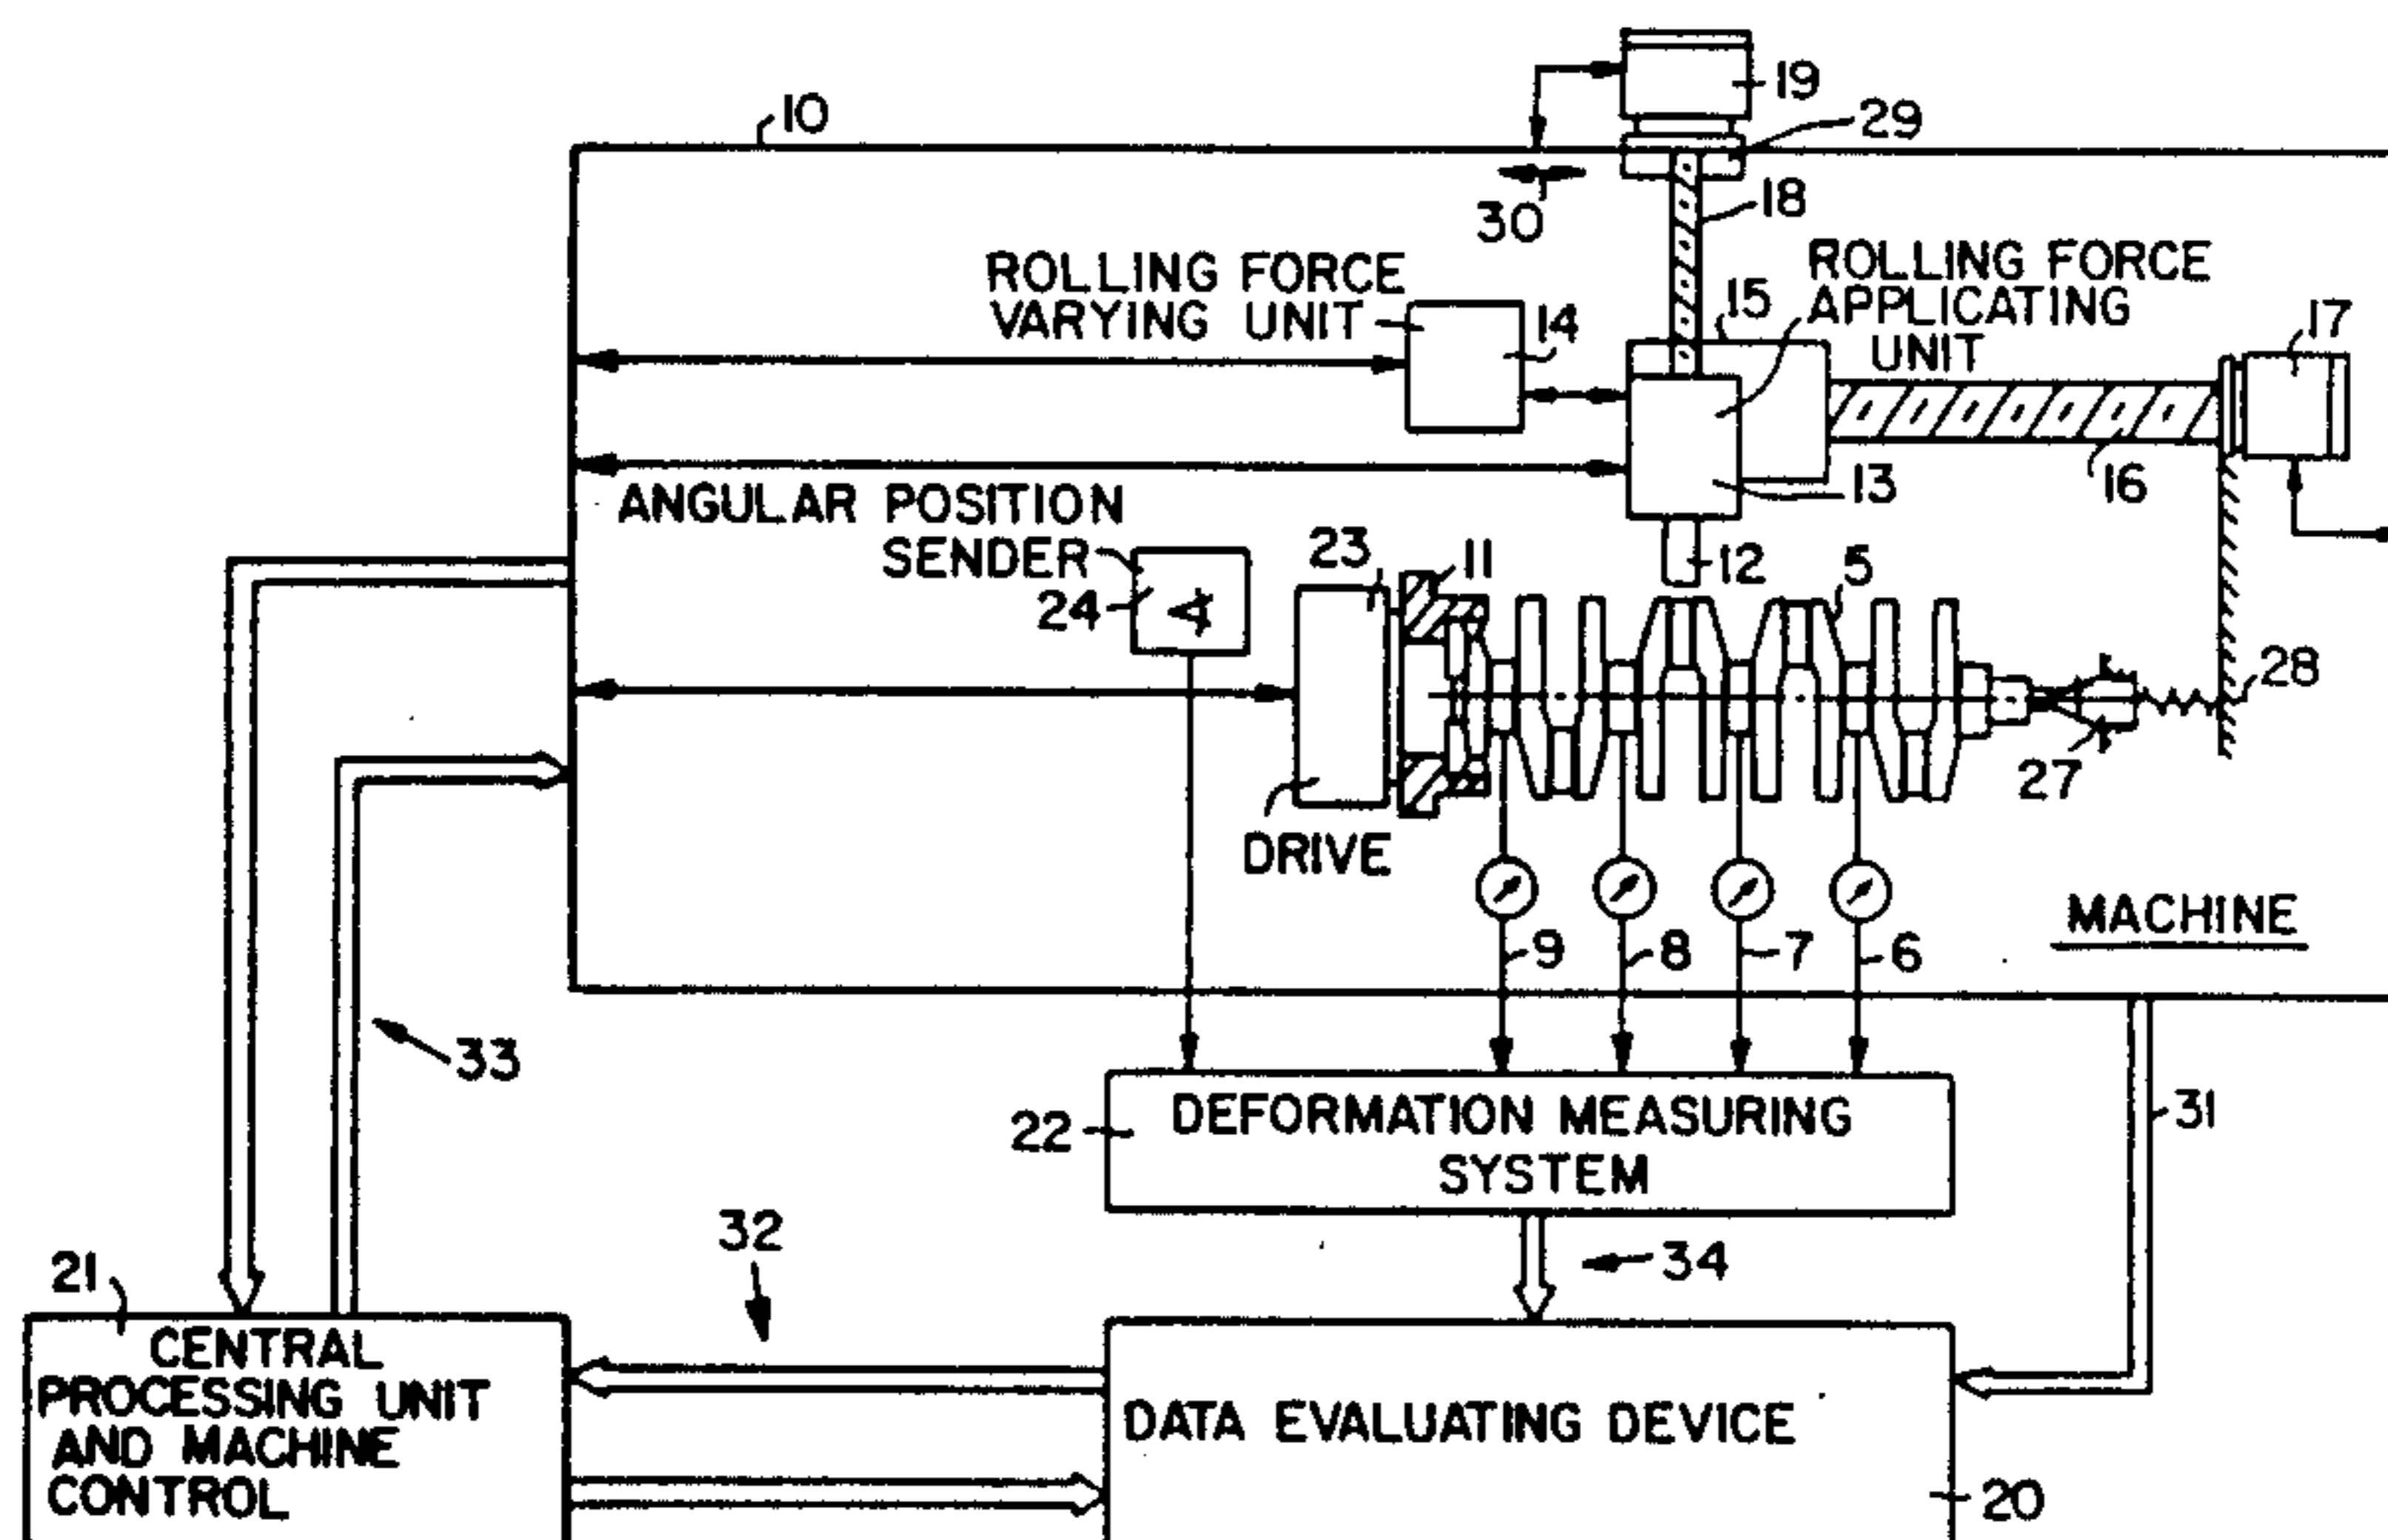 19
10
29
30
18
ROLLING FORCE
VARYING UNIT
14
15
ROLLING FORCE
APPLICATING
UNIT
17
13
16
ANGULAR POSITION
SENDER
24
23
11
12
5
28
27
DRIVE
9
8
7
6
MACHINE
33
22
DEFORMATION MEASURING
SYSTEM
31
32
34
21
CENTRAL
PROCESSING UNIT
AND MACHINE
CONTROL
DATA EVALUATING DEVICE
20